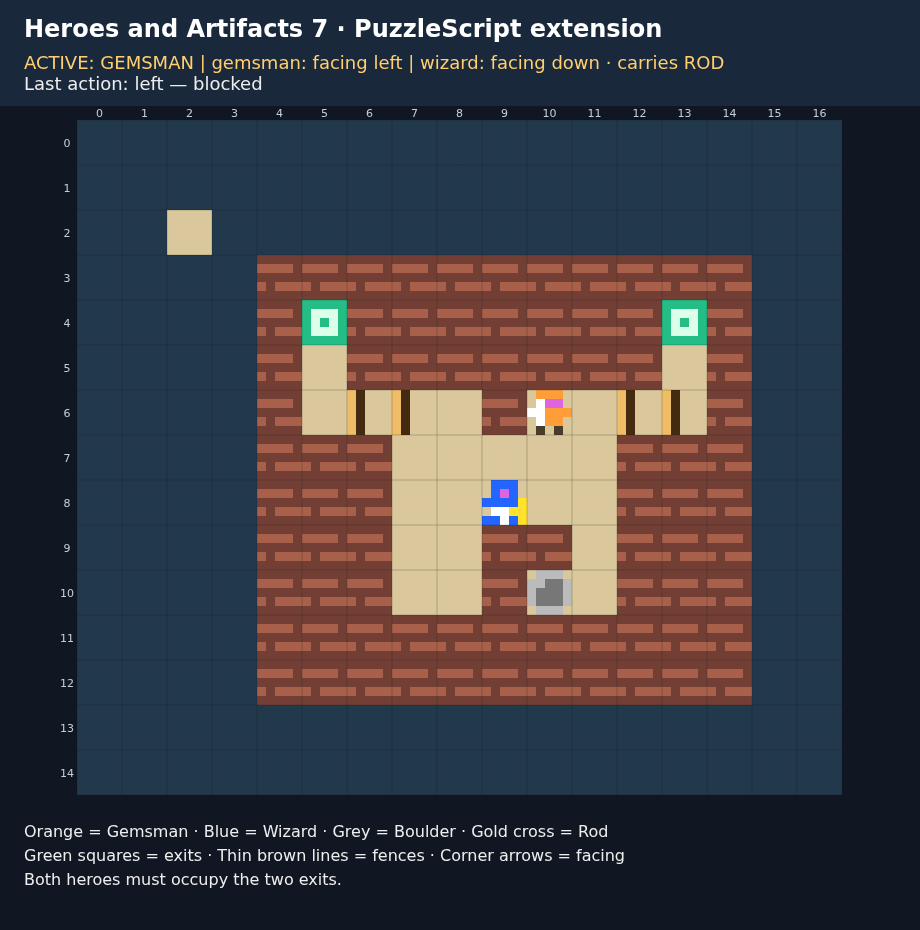 Heroes and Artifacts 7 · PuzzleScript extension
ACTIVE: GEMSMAN | gemsman: facing left | wizard: facing down · carries ROD
Last action: left — blocked
0 1 2 3 4 5 6 7 8 9 10 11 12 13 14 15 16
0
1
2
3
4
5
6
7
8
9
10
11
12
13
14
Orange = Gemsman · Blue = Wizard · Grey = Boulder · Gold cross = Rod
Green squares = exits · Thin brown lines = fences · Corner arrows = facing
Both heroes must occupy the two exits.